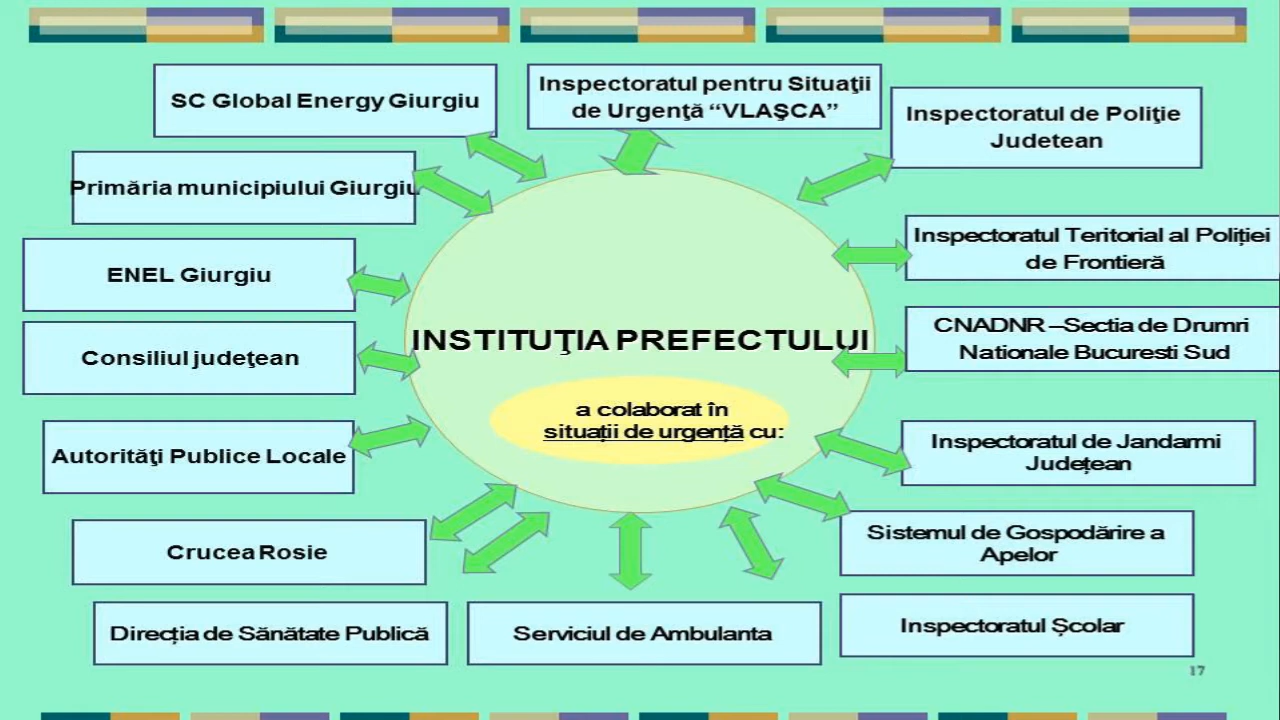 SC Global Energy Giurgiu
Inspectoratul pentru Situaţii
de Urgenţă “VLAŞCA”
Inspectoratul de Poliţie
Judetean
Primăria municipiului Giurgiu
Inspectoratul Teritorial al Poliției
de Frontieră
ENEL Giurgiu
CNADNR –Sectia de Drumri
Nationale Bucuresti Sud
INSTITUŢIA PREFECTULUI
Consiliul judeţean
a colaborat în
situații de urgență cu:
Inspectoratul de Jandarmi
Județean
Autorităţi Publice Locale
Sistemul de Gospodărire a
Apelor
Crucea Rosie
Direcția de Sănătate Publică
Serviciul de Ambulanta
Inspectoratul Școlar
17